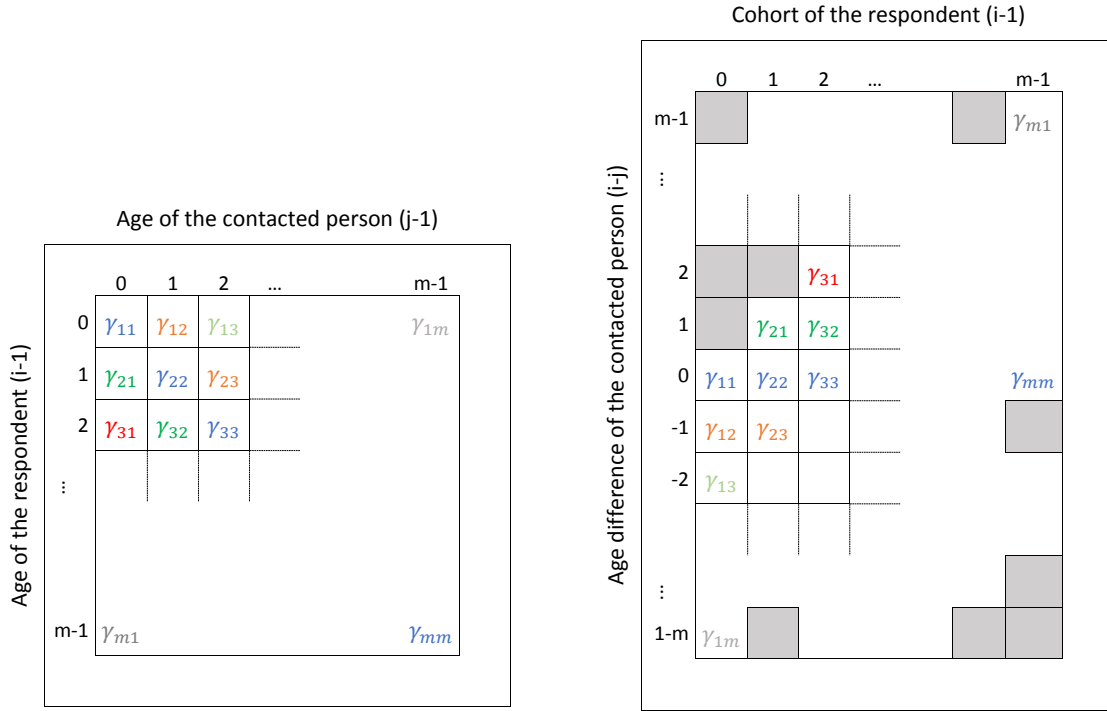 Age of the contacted person (j-1)
0 1 2 ... m-1
Age of the respondent (i-1)
0 γ₁₁ γ₁₂ γ₁₃ γ₁ₘ
1 γ₂₁ γ₂₂ γ₂₃
2 γ₃₁ γ₃₂ γ₃₃
...
m-1 γₘ₁ γₘₘ
Cohort of the respondent (i-1)
0 1 2 ... m-1
Age difference of the contacted person (i-j)
m-1 γₘ₁
...
2 γ₃₁
1 γ₂₁ γ₃₂
0 γ₁₁ γ₂₂ γ₃₃ γₘₘ
-1 γ₁₂ γ₂₃
-2 γ₁₃
...
1-m γ₁ₘ